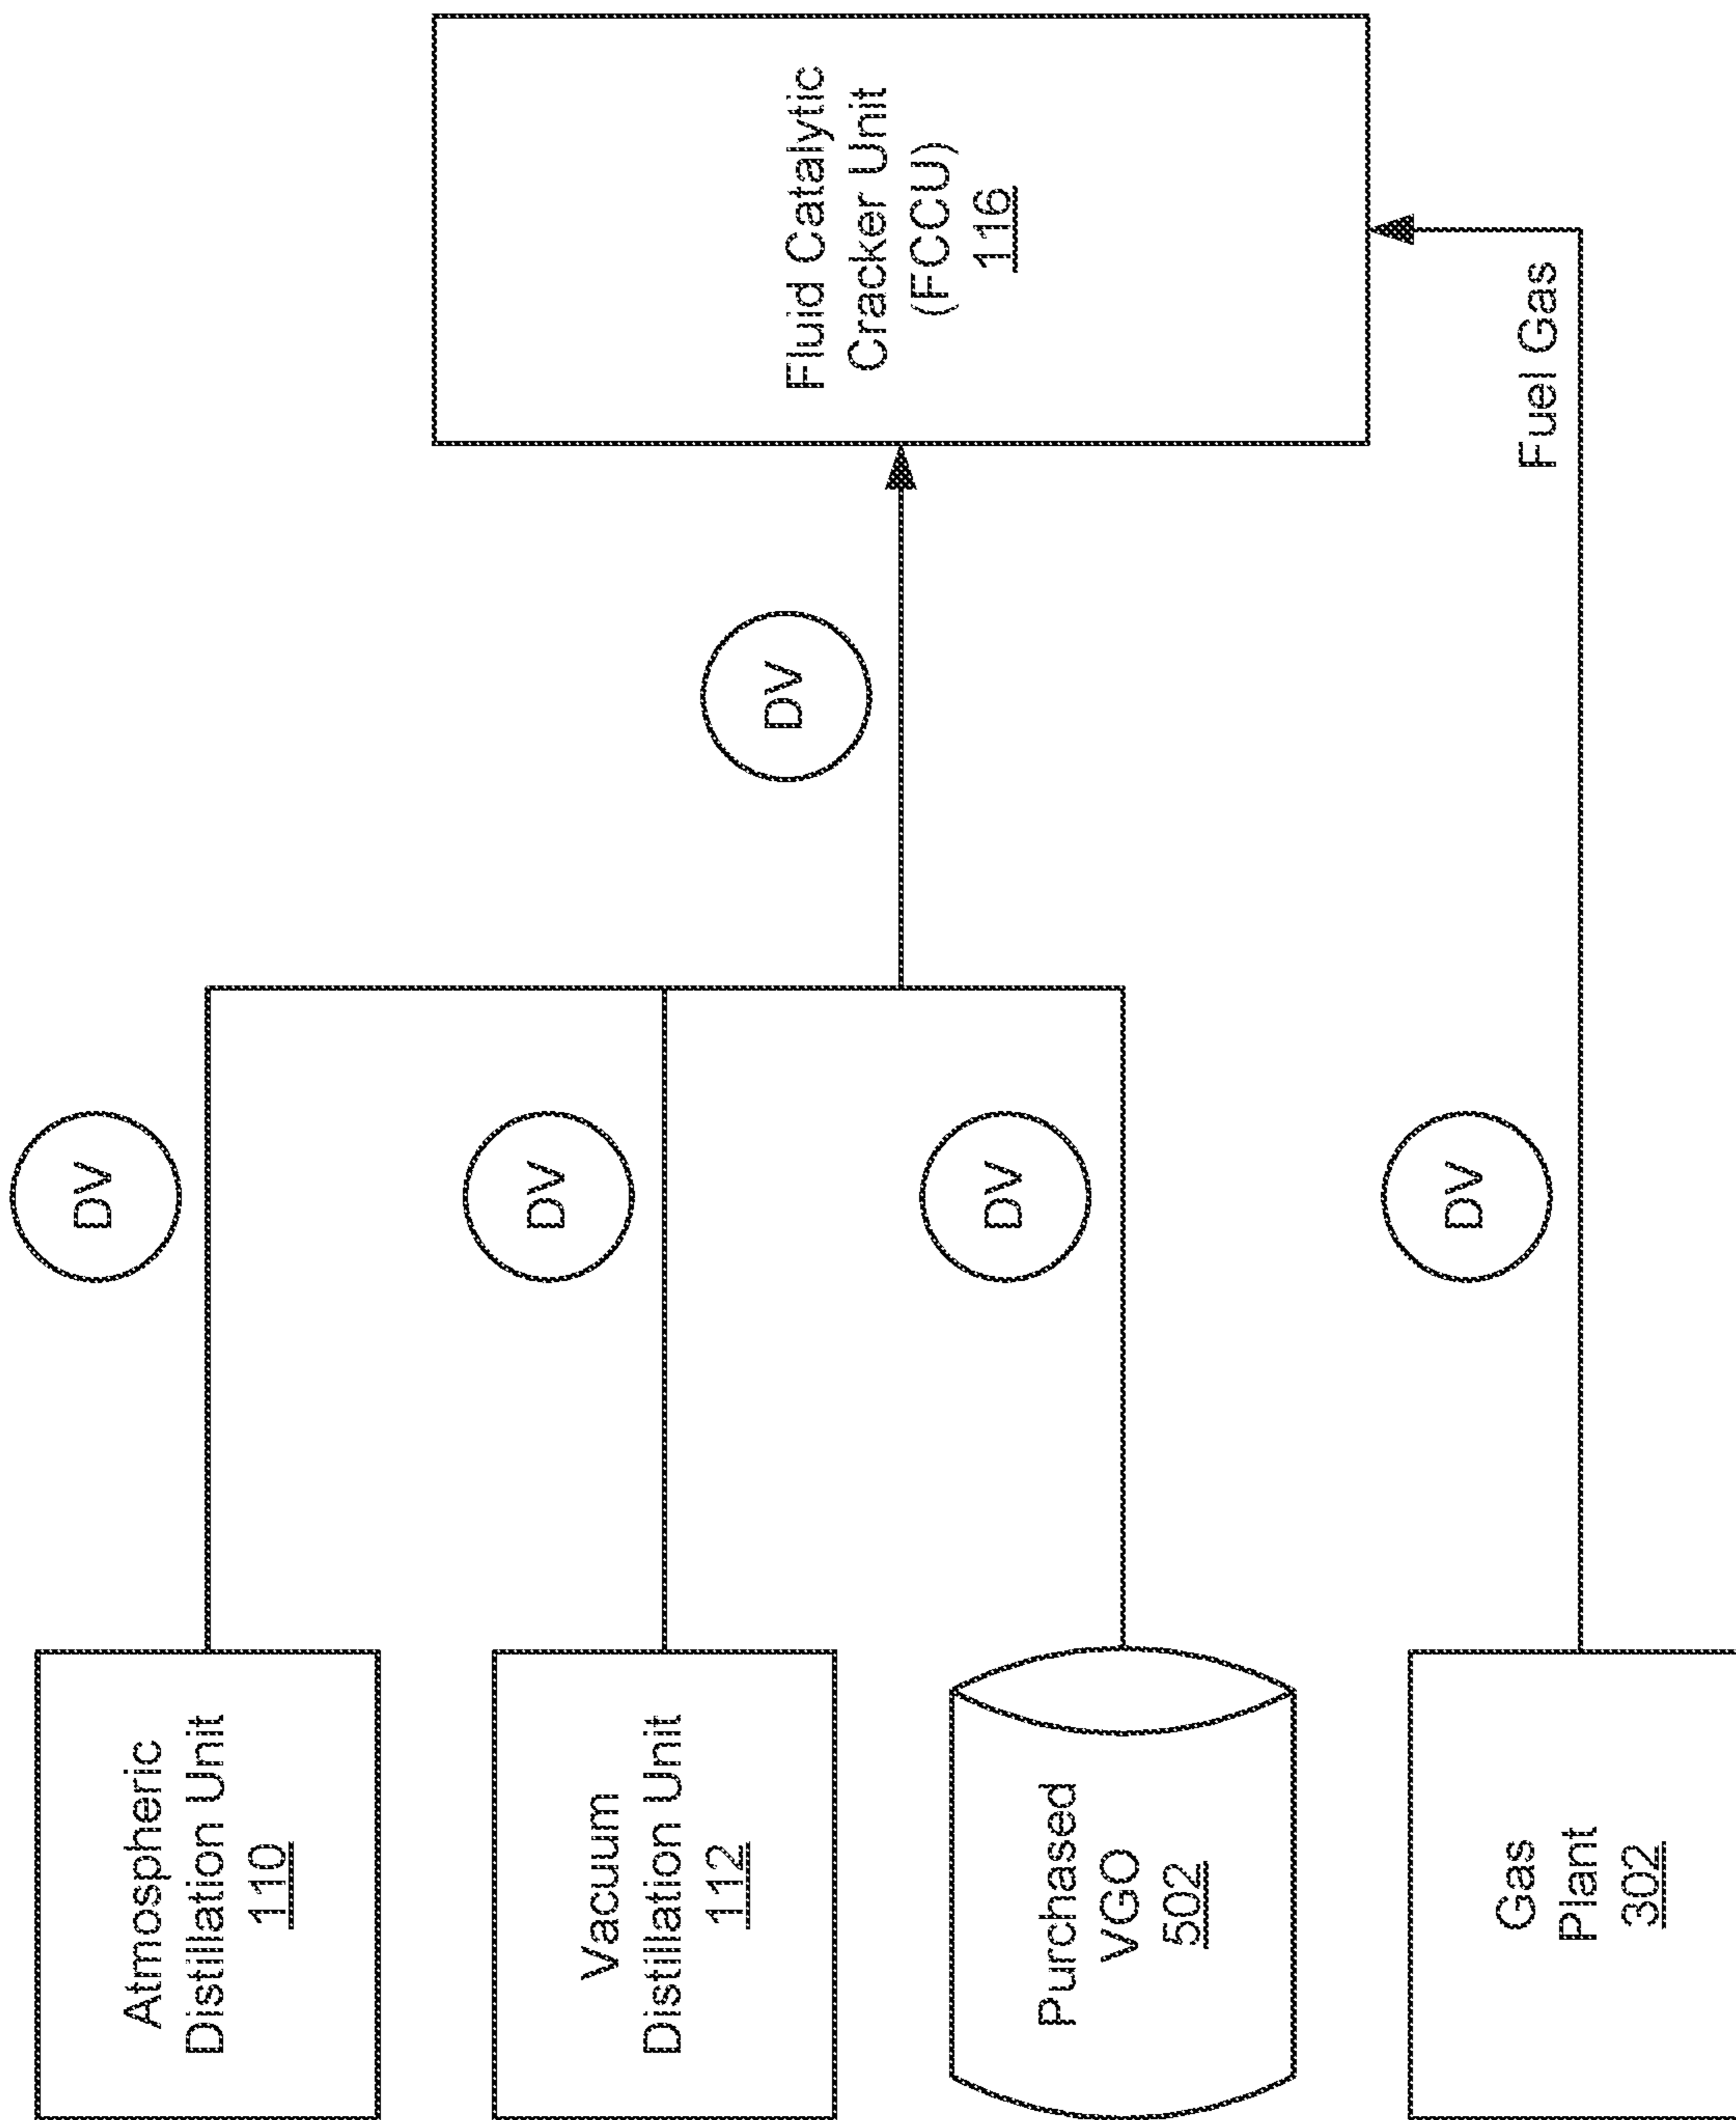 Atmospheric
Distillation Unit
110
DV
Vacuum
Distillation Unit
112
DV
Purchased
VGO
502
DV
Gas
Plant
302
DV
DV
Fluid Catalytic
Cracker Unit
(FCCU)
116
Fuel Gas